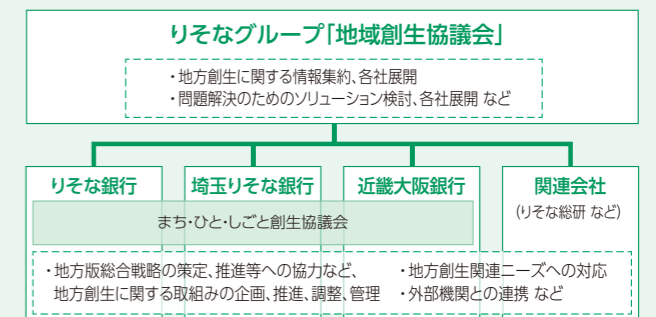 りそなグループ「地域創生協議会」
・地方創生に関する情報集約、各社展開
・問題解決のためのソリューション検討、各社展開 など
りそな銀行
埼玉りそな銀行
近畿大阪銀行
関連会社
(りそな総研 など)
まち・ひと・しごと創生協議会
・地方版総合戦略の策定、推進等への協力など、
地方創生に関する取組みの企画、推進、調整、管理
・地方創生関連ニーズへの対応
・外部機関との連携 など